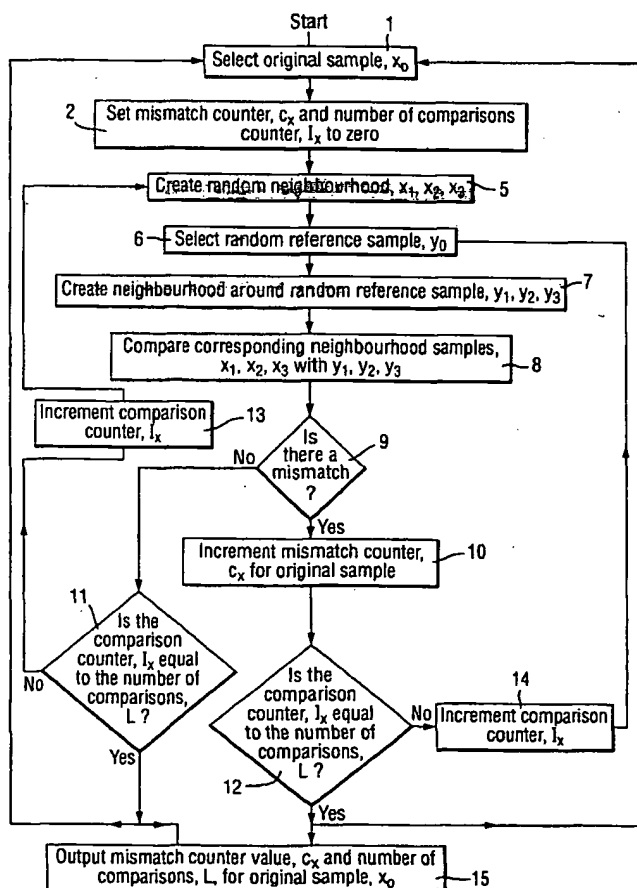 Start
1
Select original sample, x₀
2
Set mismatch counter, cₓ and number of comparisons
counter, Iₓ to zero
Create random neighbourhood, x₁, x₂, x₃
5
6
Select random reference sample, y₀
7
Create neighbourhood around random reference sample, y₁, y₂, y₃
Compare corresponding neighbourhood samples,
x₁, x₂, x₃ with y₁, y₂, y₃
8
Increment comparison
counter, Iₓ
13
9
Is
there a
mismatch
?
No
Yes
Increment mismatch counter,
cₓ for original sample
10
11
Is the
comparison
counter, Iₓ equal
to the number of
comparisons,
L ?
No
Yes
Is the
comparison
counter, Iₓ equal
to the number of
comparisons,
L ?
12
No
Yes
14
Increment comparison
counter, Iₓ
Output mismatch counter value, cₓ and number of
comparisons, L, for original sample, x₀
15